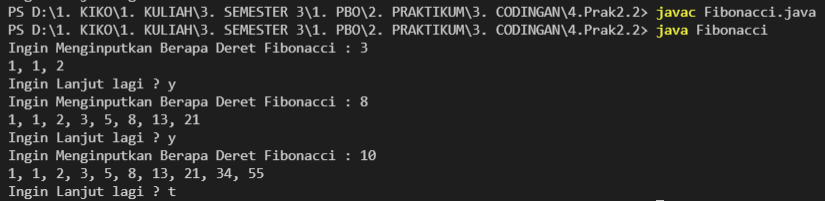 PS D:\1. KIKO\1. KULIAH\3. SEMESTER 3\1. PBO\2. PRAKTIKUM\3. CODINGAN\4.Prak2.2> javac Fibonacci.java
PS D:\1. KIKO\1. KULIAH\3. SEMESTER 3\1. PBO\2. PRAKTIKUM\3. CODINGAN\4.Prak2.2> java Fibonacci
Ingin Menginputkan Berapa Deret Fibonacci : 3
1, 1, 2
Ingin Lanjut lagi ? y
Ingin Menginputkan Berapa Deret Fibonacci : 8
1, 1, 2, 3, 5, 8, 13, 21
Ingin Lanjut lagi ? y
Ingin Menginputkan Berapa Deret Fibonacci : 10
1, 1, 2, 3, 5, 8, 13, 21, 34, 55
Ingin Lanjut lagi ? t